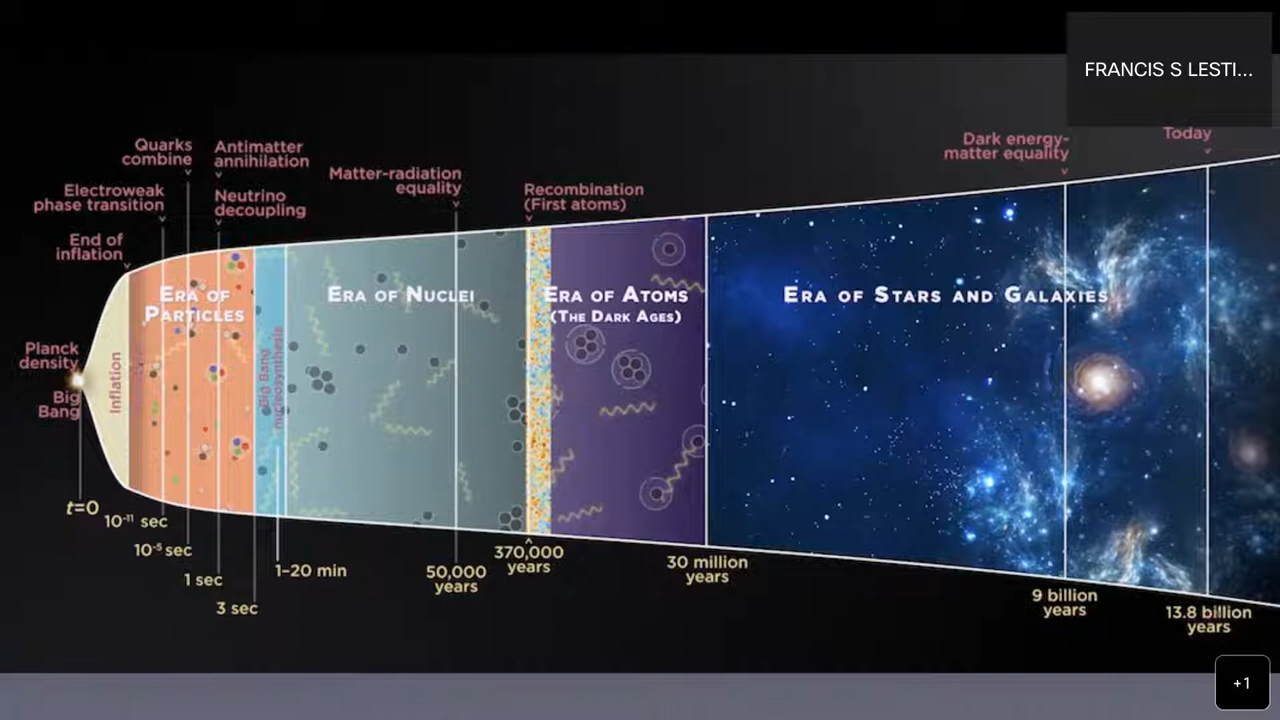 FRANCIS S LESTI...
Quarks
combine
Antimatter
annihilation
Dark energy-
matter equality
Today
Matter-radiation
equality
Electroweak
phase transition
Neutrino
decoupling
Recombination
(First atoms)
End of
inflation
Era of
Particles
Era of Nuclei
Era of Atoms
(The Dark Ages)
Era of Stars and Galaxies
Planck
density
Big
Bang
Inflation
Big Bang
nucleosynthesis
t=0
10⁻¹¹ sec
10⁻⁵ sec
1 sec
3 sec
1–20 min
50,000
years
370,000
years
30 million
years
9 billion
years
13.8 billion
years
+1